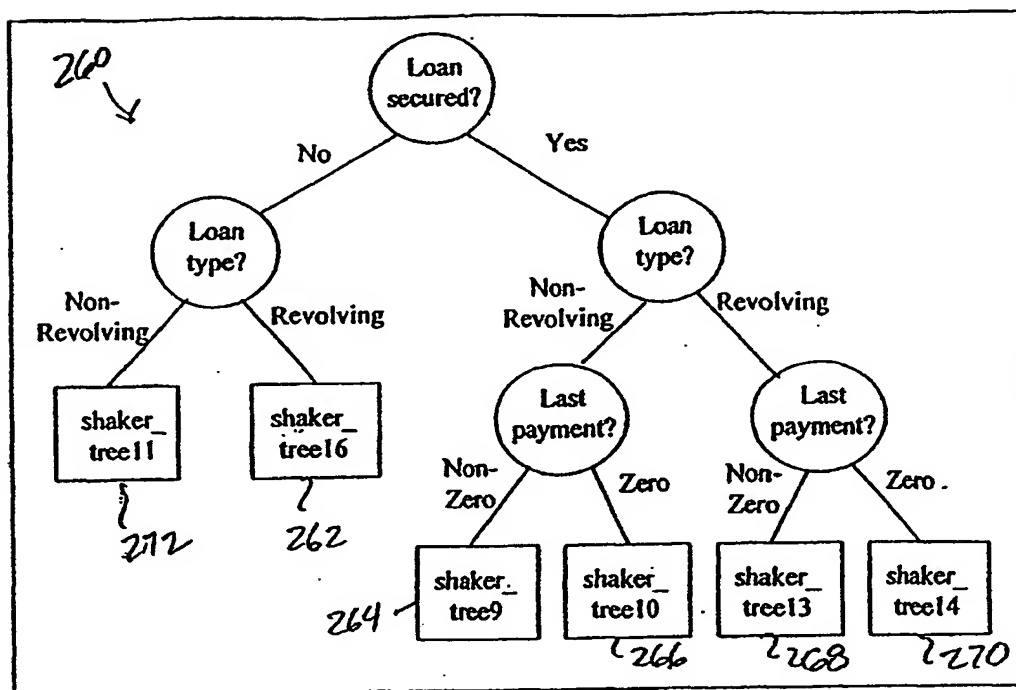 260
Loan
secured?
No
Yes
Loan
type?
Loan
type?
Non-
Revolving
Revolving
Non-
Revolving
Revolving
shaker_
tree11
shaker_
tree16
Last
payment?
Last
payment?
Non-
Zero
Zero
Non-
Zero
Zero
272
262
264
shaker_
tree9
shaker_
tree10
shaker_
tree13
shaker_
tree14
266
268
270